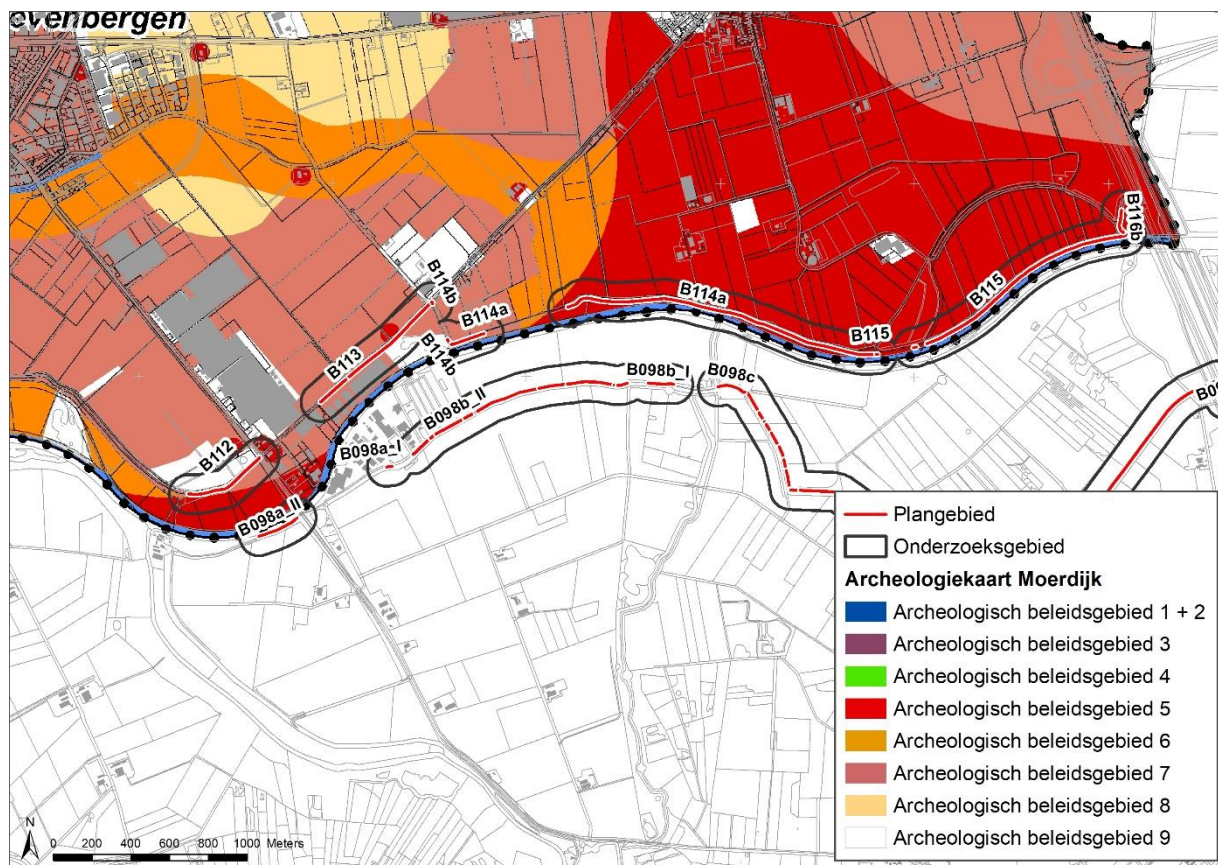 evenbergen
B116b
B114b
B114a
B114a
B115
B115
B113
B114b
B098b_I
B098c
B098b_II
B098a_I
B112
B098a_II
Plangebied
Onderzoeksgebied
Archeologiekaart Moerdijk
Archeologisch beleidsgebied 1 + 2
Archeologisch beleidsgebied 3
Archeologisch beleidsgebied 4
Archeologisch beleidsgebied 5
Archeologisch beleidsgebied 6
Archeologisch beleidsgebied 7
Archeologisch beleidsgebied 8
Archeologisch beleidsgebied 9
N
0 200 400 600 800 1000 Meters